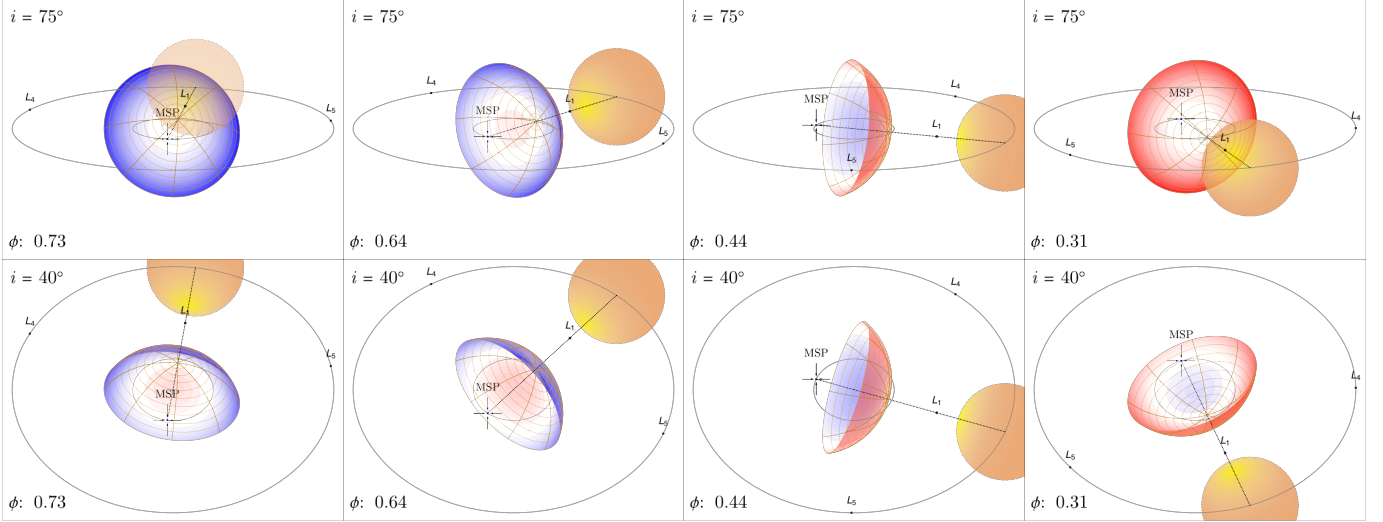 i = 75°
L4
L1
L5
MSP
ϕ: 0.73
i = 75°
L4
L1
MSP
L5
ϕ: 0.64
i = 75°
MSP
L4
L1
L5
ϕ: 0.44
i = 75°
MSP
L4
L1
L5
ϕ: 0.31
i = 40°
L1
L4
L5
MSP
ϕ: 0.73
i = 40°
L4
L1
MSP
L5
ϕ: 0.64
i = 40°
L4
MSP
L1
L5
ϕ: 0.44
i = 40°
MSP
L4
L1
L5
ϕ: 0.31